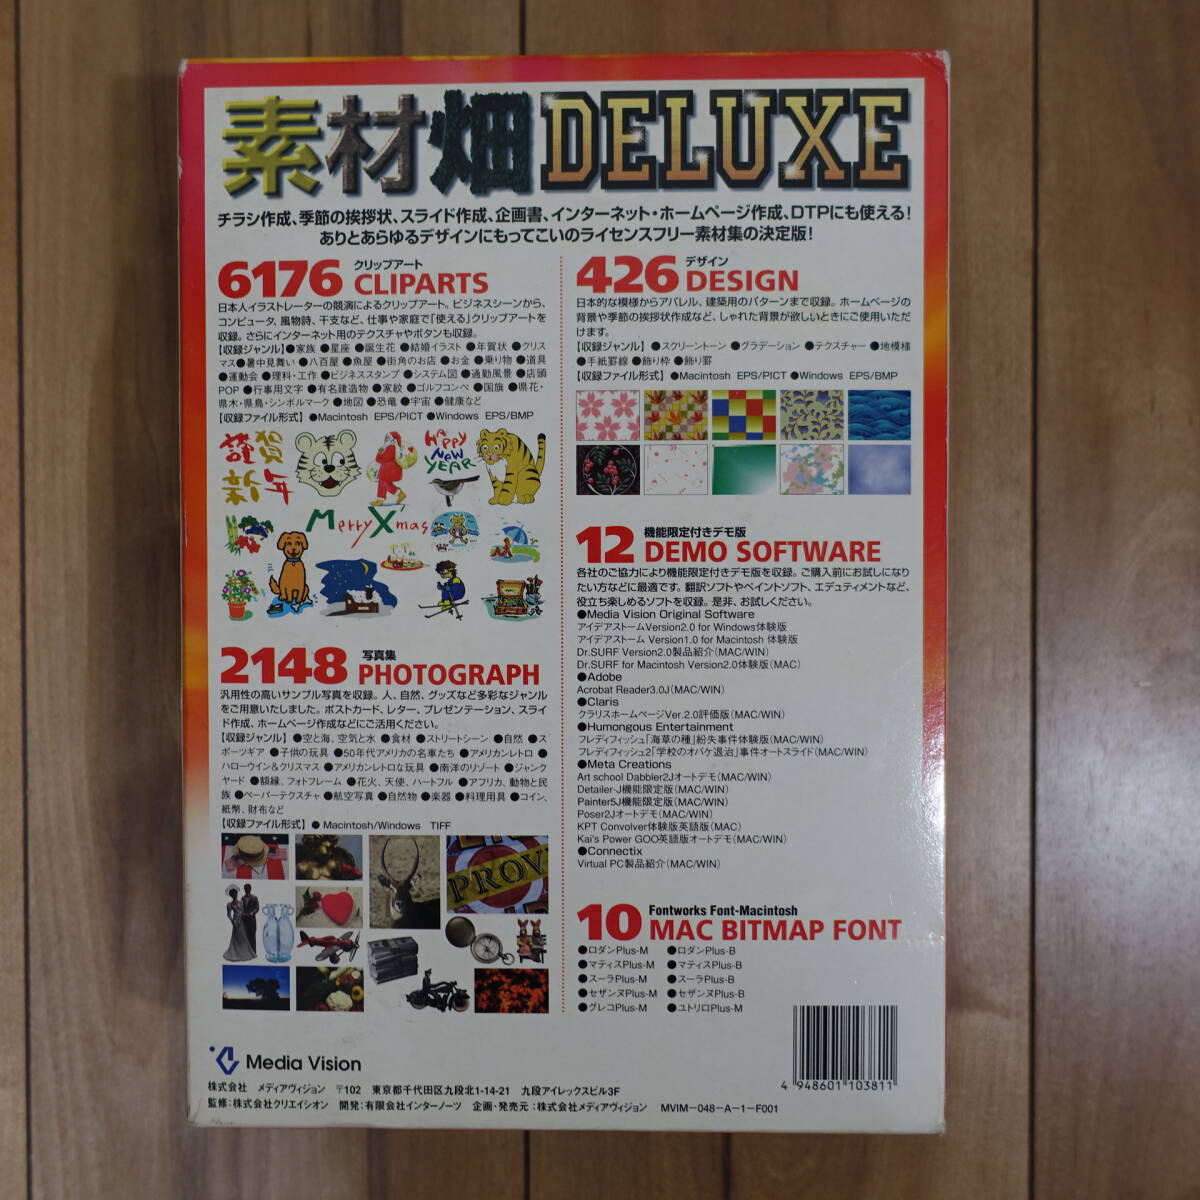 素材畑DELUXE
チラシ作成、季節の挨拶状、スライド作成、企画書、インターネット・ホームページ作成、DTPにも使える!
ありとあらゆるデザインにもってこいのライセンスフリー素材集の決定版!
6176 クリップアート CLIPARTS
日本人イラストレーターの競演によるクリップアート。ビジネスシーンから、
コンピュータ、風物詩、干支など、仕事や家庭で「使える」クリップアートを
収録。さらにインターネット用のテクスチャやボタンも収録。
【収録ジャンル】●家族 ●星座 ●誕生花 ●結婚イラスト ●年賀状 ●クリス
マス●暑中見舞い ●八百屋 ●魚屋 ●街角のお店 ●お金 ●乗り物 ●道具
●運動会 ●理科・工作 ●ビジネススタンプ ●システム図 ●通勤風景 ●店頭
POP ●行事用文字 ●有名建造物 ●家紋 ●ゴルフコンペ ●国旗 ●県花・
県木・県鳥・シンボルマーク ●地図 ●恐竜 ●宇宙 ●健康など
【収録ファイル形式】●Macintosh EPS/PICT ●Windows EPS/BMP
謹賀
新年
HAPPY
NEW
YEAR
Merry X'mas
2148 写真集 PHOTOGRAPH
汎用性の高いサンプル写真を収録。人、自然、グッズなど多彩なジャンル
をご用意いたしました。ポストカード、レター、プレゼンテーション、スライ
ド作成、ホームページ作成などにご活用ください。
【収録ジャンル】●空と海、空気と水 ●食材 ●ストリートシーン ●自然 ●ス
ポーツギア ●子供の玩具 ●50年代アメリカの名車たち ●アメリカンレトロ ●
ハローウイン&クリスマス ●アメリカンレトロな玩具 ●南洋のリゾート ●ジャンク
ヤード ●額縁、フォトフレーム ●花火、天使、ハートフル ●アフリカ、動物と民
族 ●ペーパーテクスチャ ●航空写真 ●自然物 ●楽器 ●料理用具 ●コイン、
紙幣、財布など
【収録ファイル形式】● Macintosh/Windows TIFF
PROV
426 デザイン DESIGN
日本的な模様からアパレル、建築用のパターンまで収録。ホームページの
背景や季節の挨拶状作成など、しゃれた背景が欲しいときにご使用いただ
けます。
【収録ジャンル】●スクリーントーン ●グラデーション ●テクスチャー ●地模様
●手紙罫線 ●飾り枠 ●飾り罫
【収録ファイル形式】●Macintosh EPS/PICT ●Windows EPS/BMP
12 機能限定付きデモ版 DEMO SOFTWARE
各社のご協力により機能限定付きデモ版を収録。ご購入前にお試しになり
たい方などに最適です。翻訳ソフトやペイントソフト、エデュティメントなど、
役立ち楽しめるソフトを収録。是非、お試しください。
●Media Vision Original Software
アイデアストームVersion2.0 for Windows体験版
アイデアストーム Version1.0 for Macintosh 体験版
Dr.SURF Version2.0製品紹介(MAC/WIN)
Dr.SURF for Macintosh Version2.0体験版(MAC)
●Adobe
Acrobat Reader3.0J(MAC/WIN)
●Claris
クラリスホームページVer.2.0評価版(MAC/WIN)
●Humongous Entertainment
フレディフィッシュ「海草の種」紛失事件体験版(MAC/WIN)
フレディフィッシュ2「学校のオバケ退治」事件オートスライド(MAC/WIN)
●Meta Creations
Art school Dabbler2Jオートデモ(MAC/WIN)
Detailer-J機能限定版(MAC/WIN)
Painter5J機能限定版(MAC/WIN)
Poser2Jオートデモ(MAC/WIN)
KPT Convolver体験版英語版(MAC)
Kai's Power GOO英語版オートデモ(MAC/WIN)
●Connectix
Virtual PC製品紹介(MAC/WIN)
10 Fontworks Font-Macintosh MAC BITMAP FONT
●ロダンPlus-M ●ロダンPlus-B
●マティスPlus-M ●マティスPlus-B
●スーラPlus-M ●スーラPlus-B
●セザンヌPlus-M ●セザンヌPlus-B
●グレコPlus-M ●ユトリロPlus-M
4 948601 103811
Media Vision
株式会社 メディアヴィジョン 〒102 東京都千代田区九段北1-14-21 九段アイレックスビル3F
監修:株式会社クリエイシオン 開発:有限会社インターノーツ 企画・発売元:株式会社メディアヴィジョン MVIM-048-A-1-F001